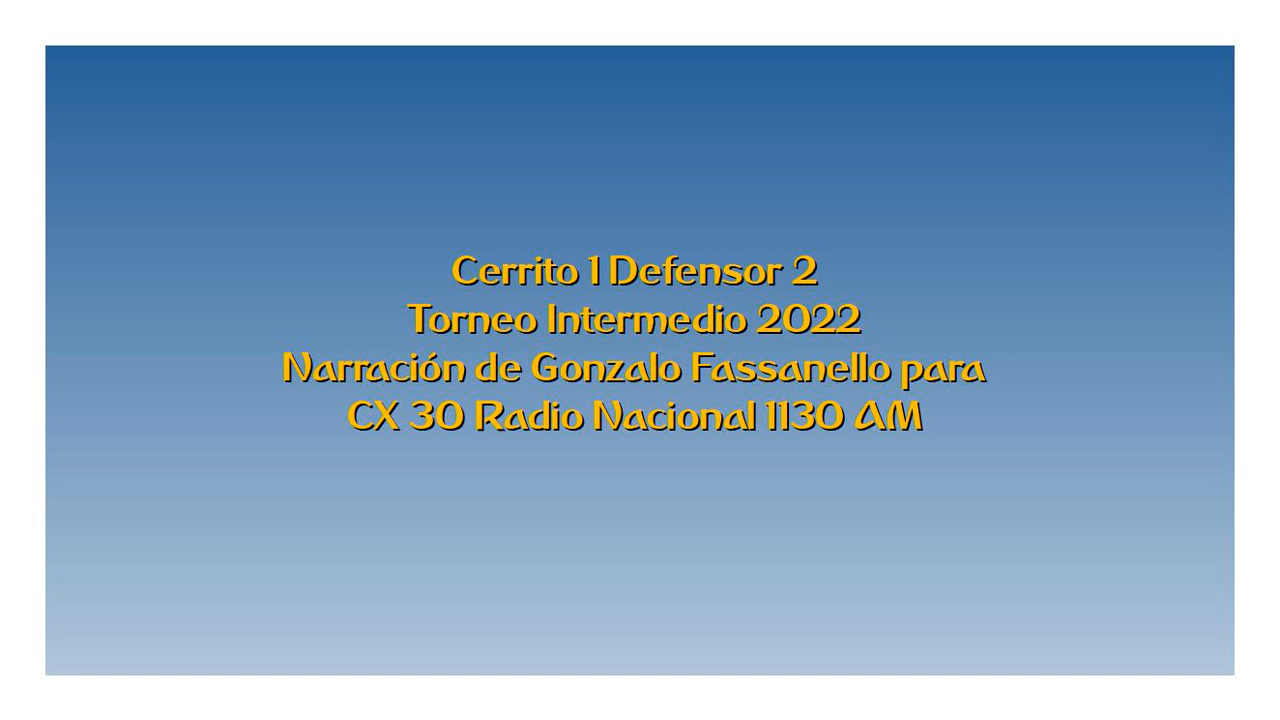 Cerrito 1 Defensor 2
Torneo Intermedio 2022
Narración de Gonzalo Fassanello para
CX 30 Radio Nacional 1130 AM